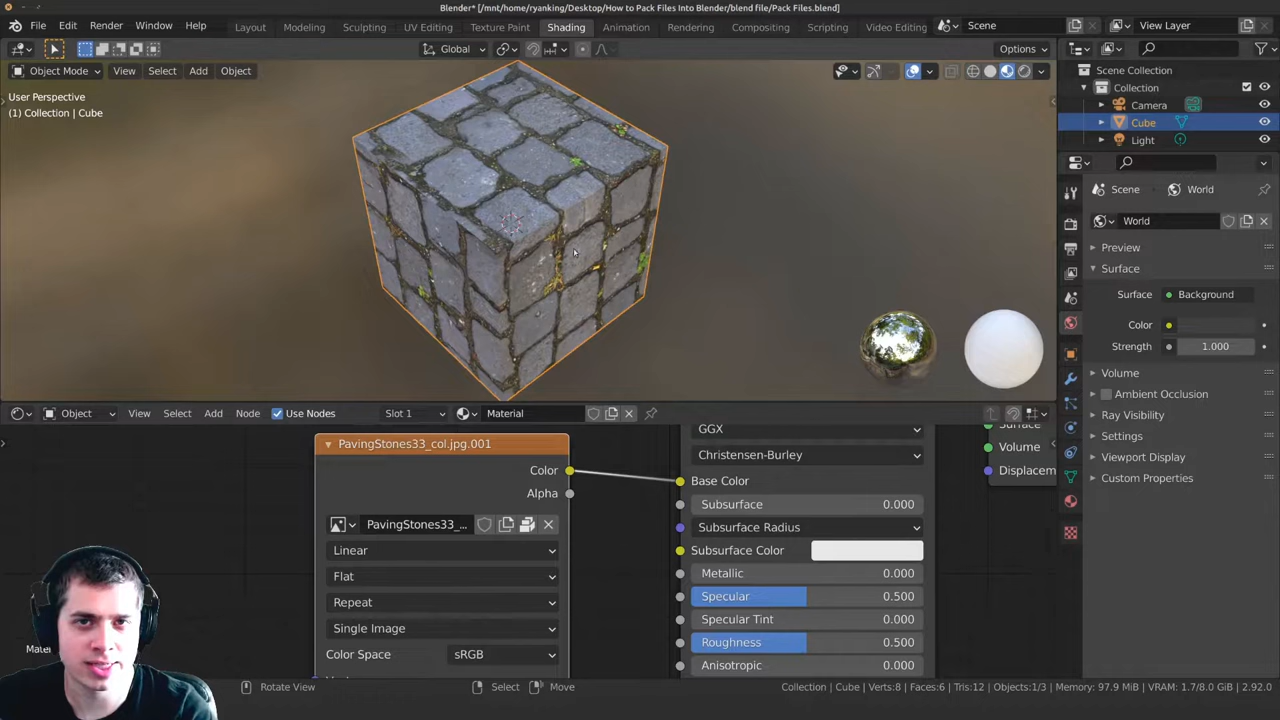 Blender* [/mnt/home/ryanking/Desktop/How to Pack Files Into Blender/blend file/Pack Files.blend]
File Edit Render Window Help Layout Modeling Sculpting UV Editing Texture Paint Shading Animation Rendering Compositing Scripting Video Editing Scene View Layer
Global Options
Object Mode View Select Add Object
User Perspective
(1) Collection | Cube
Scene Collection
Collection
Camera
Cube
Light
Scene World
World
Preview
Surface
Surface Background
Color
Strength 1.000
Volume
Ambient Occlusion
Ray Visibility
Settings
Viewport Display
Custom Properties
Object View Select Add Node Use Nodes Slot 1 Material
PavingStones33_col.jpg.001
Color
Alpha
PavingStones33_...
Linear
Flat
Repeat
Single Image
Color Space sRGB
GGX
Christensen-Burley
Base Color
Subsurface 0.000
Subsurface Radius
Subsurface Color
Metallic 0.000
Specular 0.500
Specular Tint 0.000
Roughness 0.500
Anisotropic 0.000
Volume
Displacem
Mater
Rotate View Select Move Collection | Cube | Verts:8 | Faces:6 | Tris:12 | Objects:1/3 | Memory: 97.9 MiB | VRAM: 1.7/8.0 GiB | 2.92.0